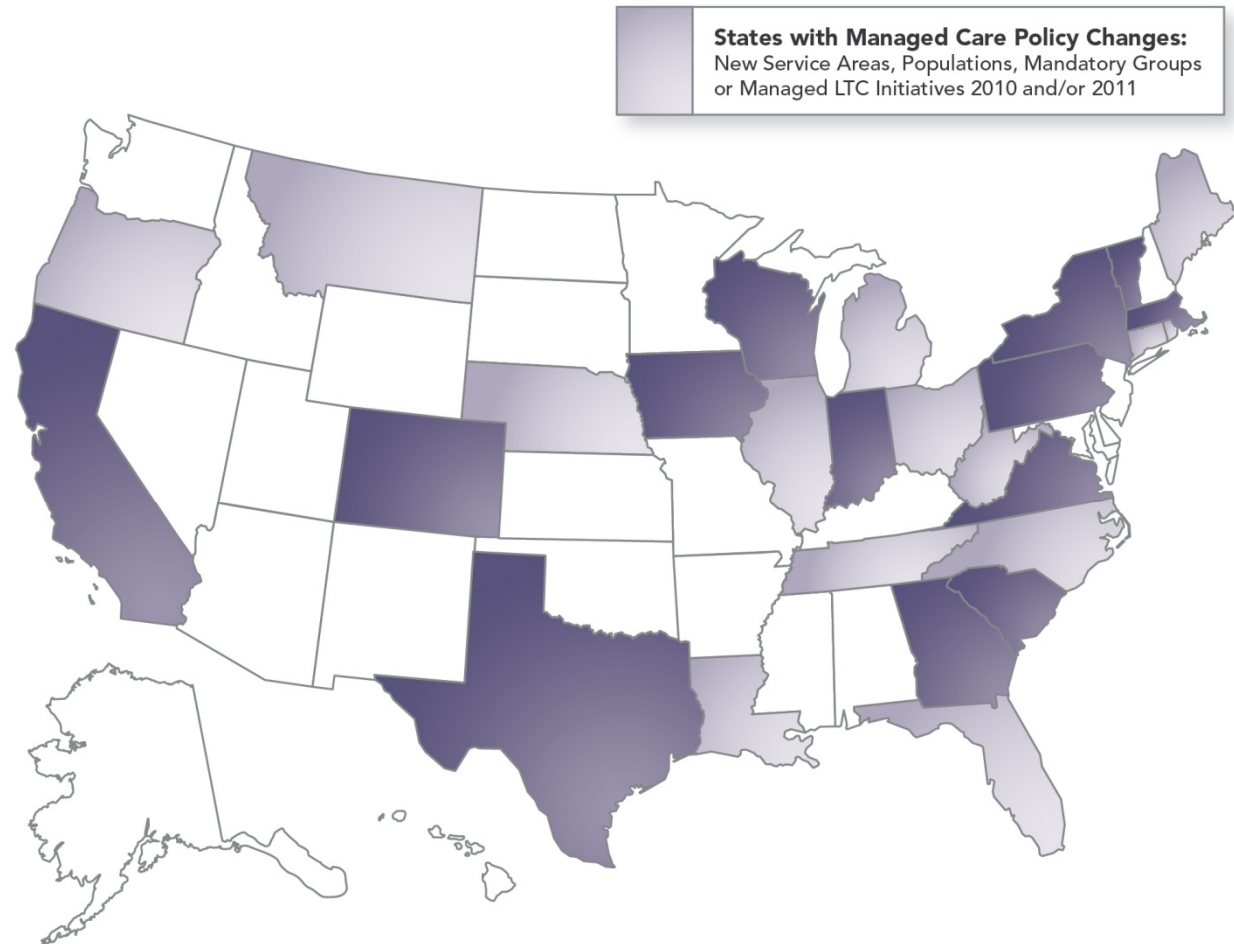 States with Managed Care Policy Changes:
New Service Areas, Populations, Mandatory Groups
or Managed LTC Initiatives 2010 and/or 2011